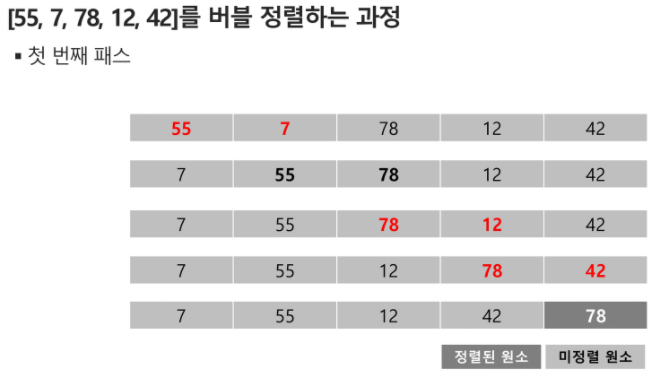 [55, 7, 78, 12, 42]를 버블 정렬하는 과정
▪ 첫 번째 패스
55 7 78 12 42
7 55 78 12 42
7 55 78 12 42
7 55 12 78 42
7 55 12 42 78
정렬된 원소 미정렬 원소